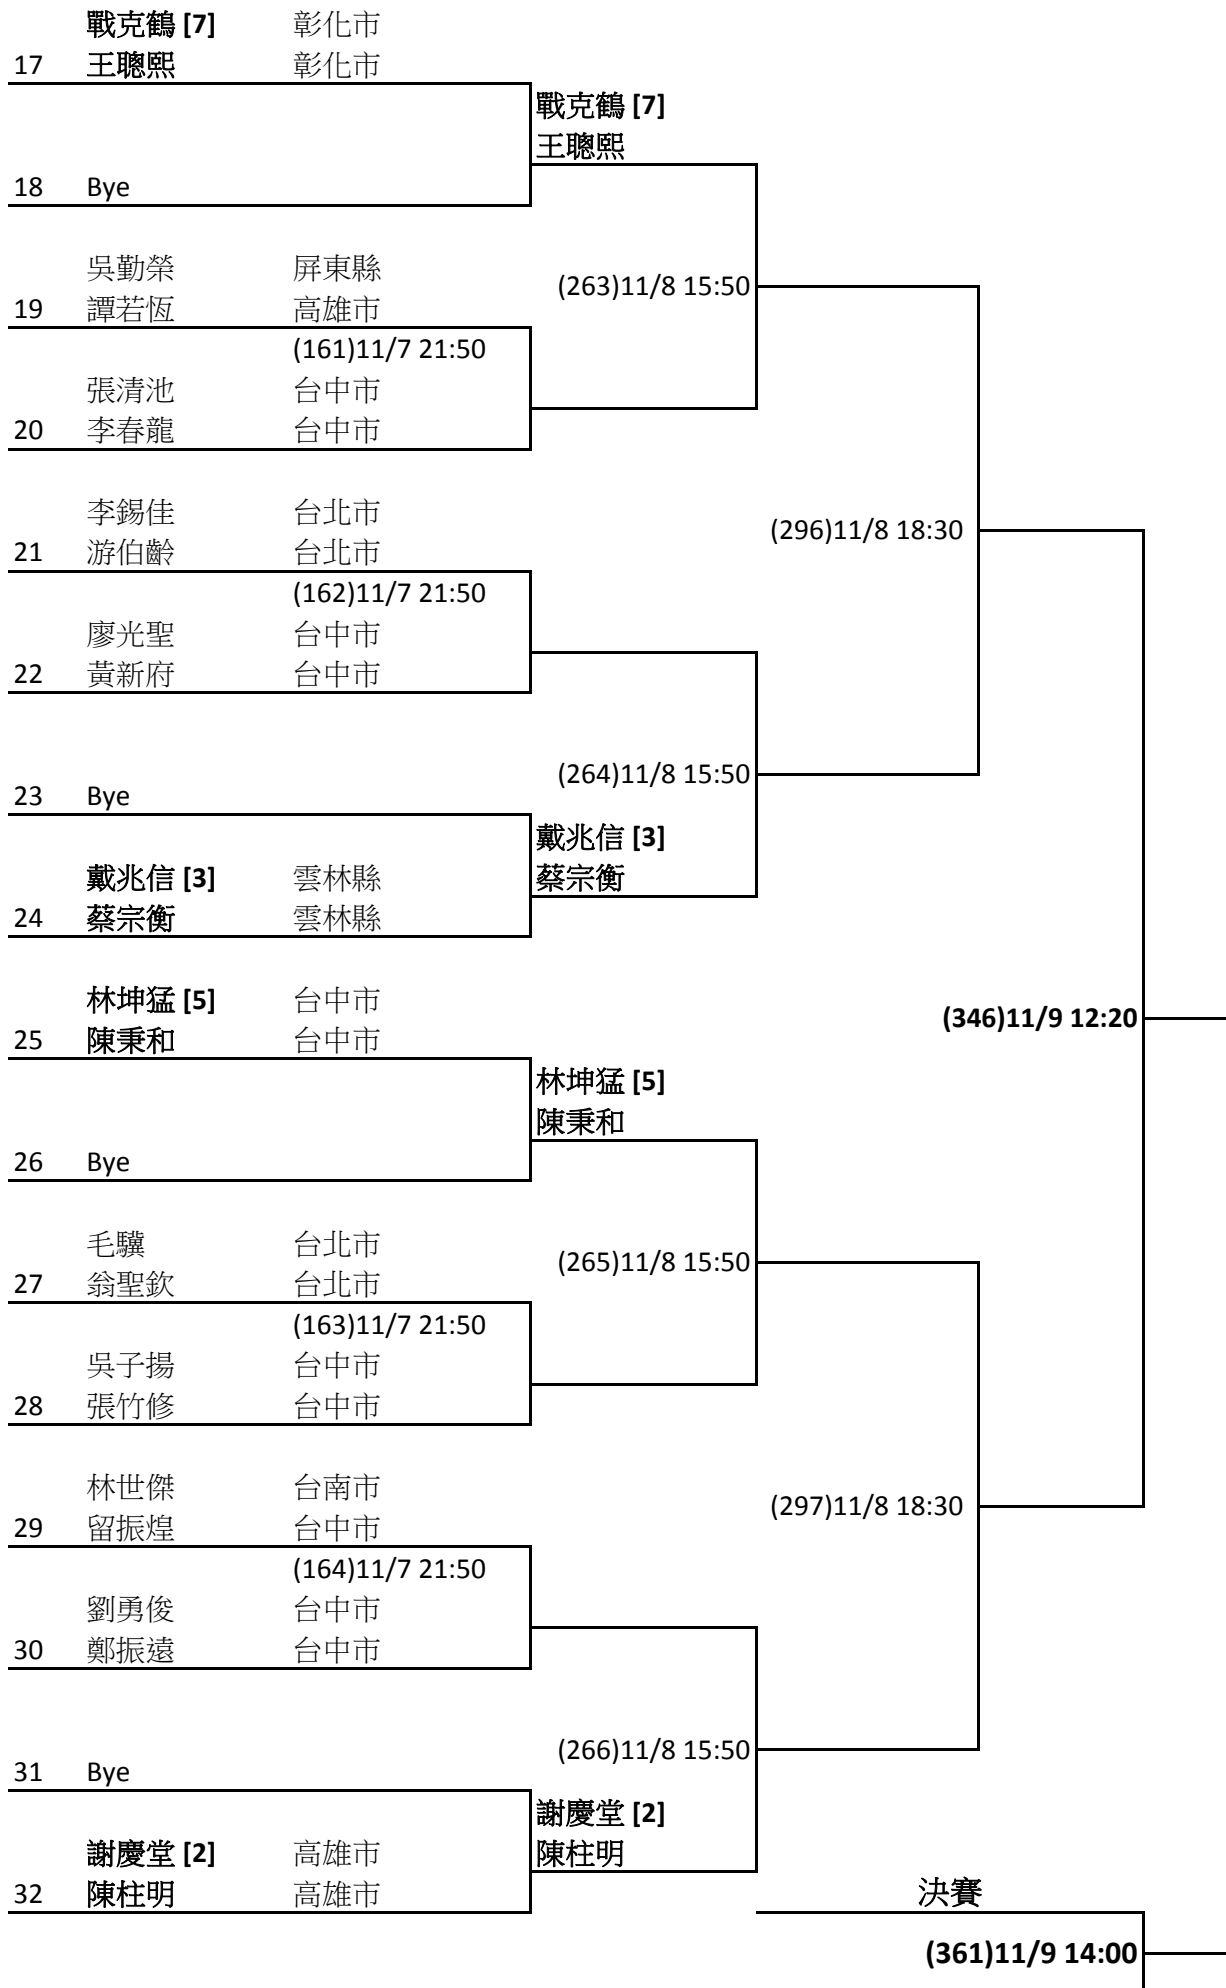 戰克鶴 [7] 彰化市
17 王聰熙 彰化市
戰克鶴 [7]
王聰熙
18 Bye
吳勤榮 屏東縣
(263)11/8 15:50
19 譚若恆 高雄市
(161)11/7 21:50
張清池 台中市
20 李春龍 台中市
李錫佳 台北市
(296)11/8 18:30
21 游伯齡 台北市
(162)11/7 21:50
廖光聖 台中市
22 黃新府 台中市
(264)11/8 15:50
23 Bye
戴兆信 [3]
戴兆信 [3] 雲林縣 蔡宗衡
24 蔡宗衡 雲林縣
林坤猛 [5] 台中市
(346)11/9 12:20
25 陳秉和 台中市
林坤猛 [5]
陳秉和
26 Bye
毛驥 台北市
(265)11/8 15:50
27 翁聖欽 台北市
(163)11/7 21:50
吳子揚 台中市
28 張竹修 台中市
林世傑 台南市
(297)11/8 18:30
29 留振煌 台中市
(164)11/7 21:50
劉勇俊 台中市
30 鄭振遠 台中市
(266)11/8 15:50
31 Bye
謝慶堂 [2]
謝慶堂 [2] 高雄市 陳柱明
32 陳柱明 高雄市 決賽
(361)11/9 14:00